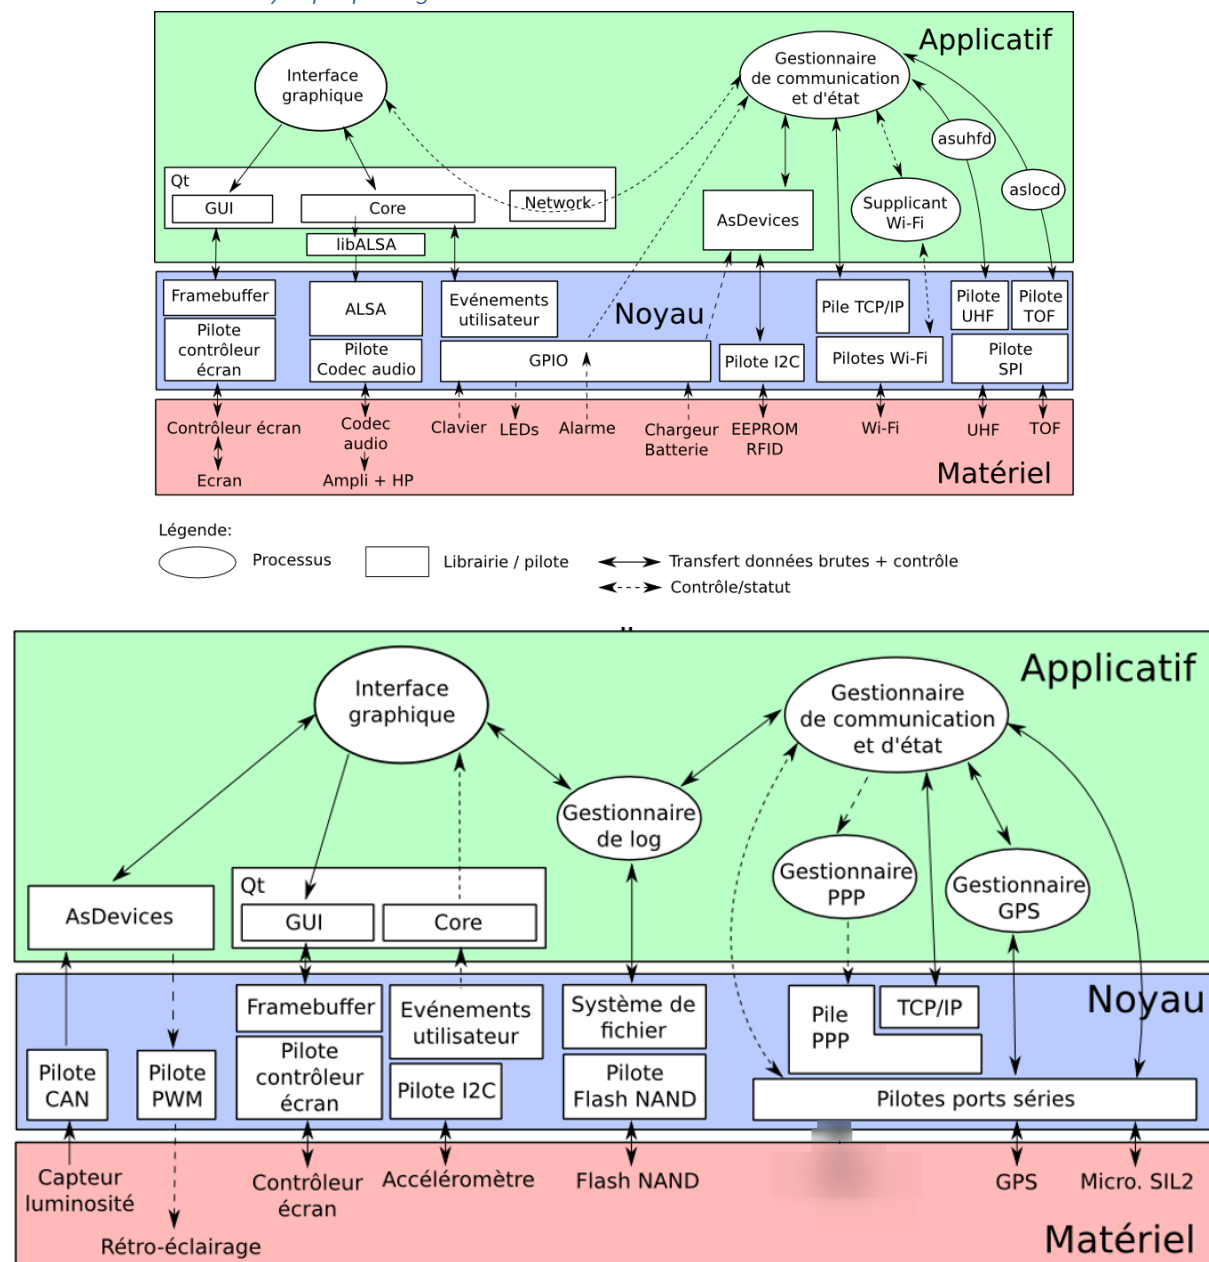 Applicatif
Interface
graphique
Gestionnaire
de communication
et d'état
asuhfd
aslocd
Qt
GUI
Core
Network
libALSA
AsDevices
Supplicant
Wi-Fi
Framebuffer
Pilote
contrôleur
écran
ALSA
Pilote
Codec audio
Evénements
utilisateur
Noyau
GPIO
Pilote I2C
Pile TCP/IP
Pilotes Wi-Fi
Pilote
UHF
Pilote
TOF
Pilote
SPI
Contrôleur écran
Ecran
Codec
audio
Ampli + HP
Clavier
LEDs
Alarme
Chargeur
Batterie
EEPROM
RFID
Wi-Fi
UHF
TOF
Matériel
Légende:
Processus
Librairie / pilote
Transfert données brutes + contrôle
Contrôle/statut
Applicatif
Interface
graphique
Gestionnaire
de communication
et d'état
Gestionnaire
de log
Gestionnaire
PPP
Gestionnaire
GPS
AsDevices
Qt
GUI
Core
Noyau
Pilote
CAN
Pilote
PWM
Framebuffer
Pilote
contrôleur
écran
Evénements
utilisateur
Pilote I2C
Système de
fichier
Pilote
Flash NAND
Pile
PPP
TCP/IP
Pilotes ports séries
Capteur
luminosité
Rétro-éclairage
Contrôleur
écran
Accéléromètre
Flash NAND
GPS
Micro. SIL2
Matériel